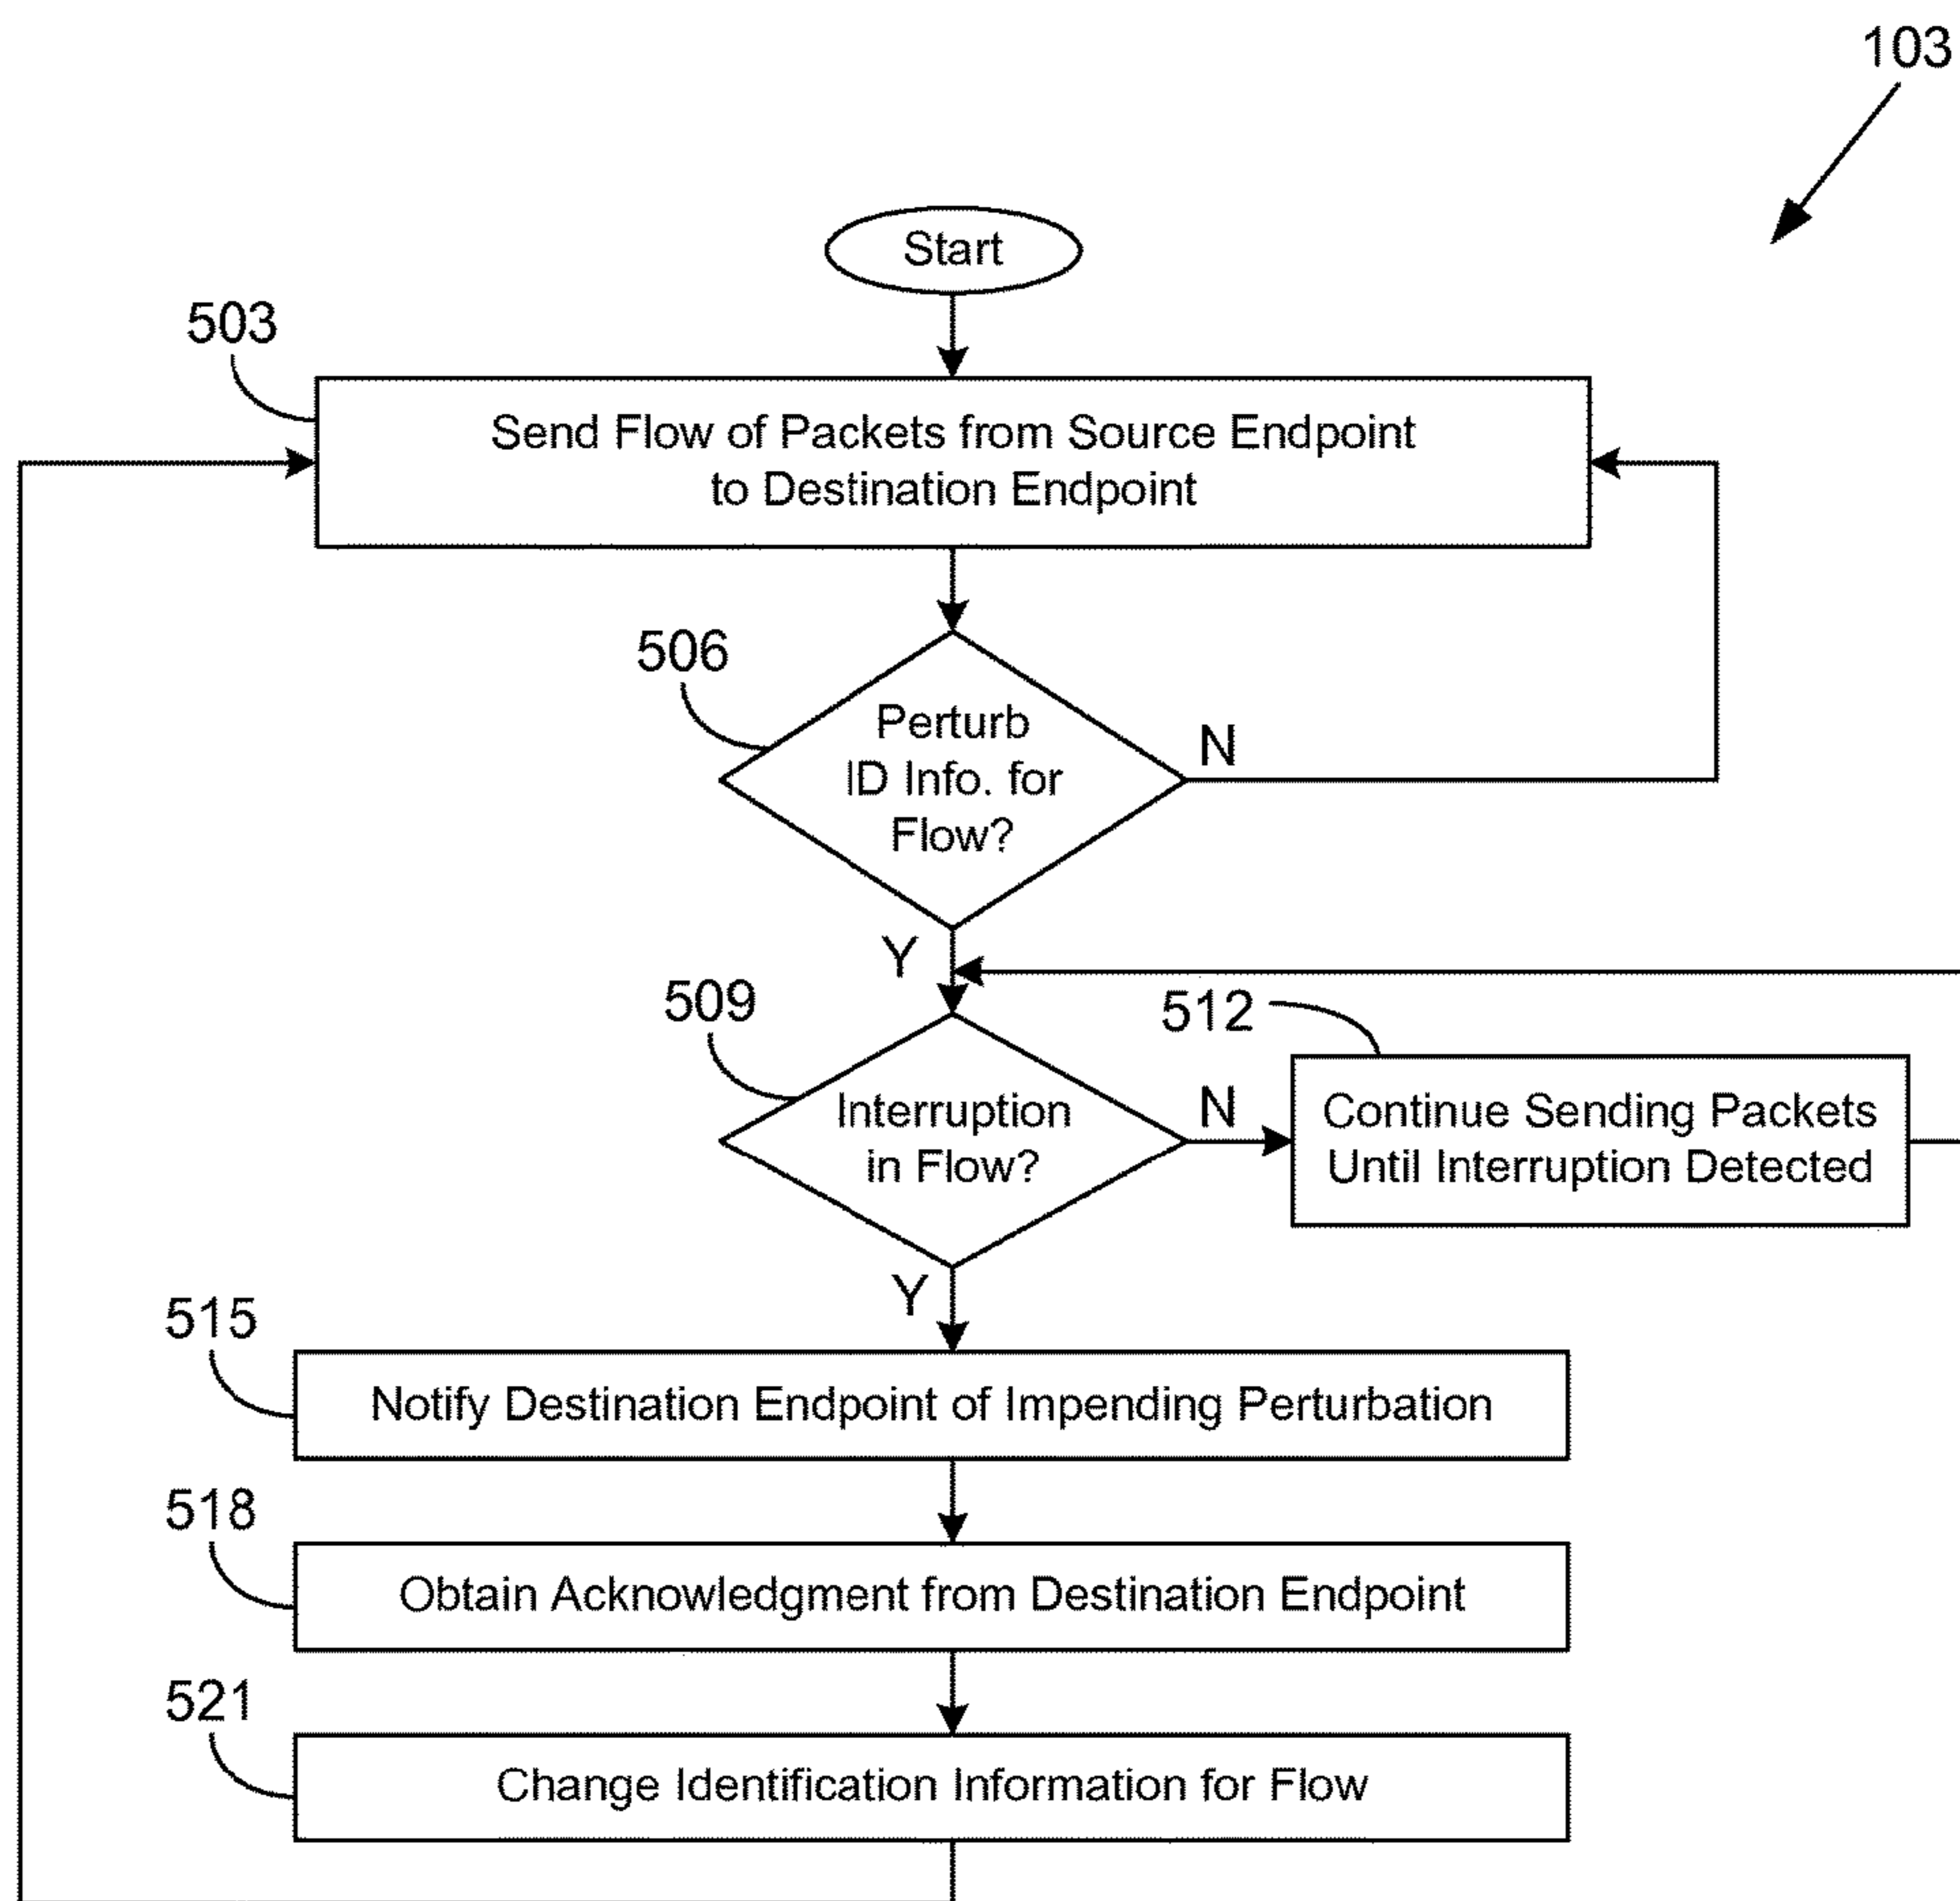 103
Start
503
Send Flow of Packets from Source Endpoint
to Destination Endpoint
506
Perturb
ID Info. for
Flow?
N
Y
509
Interruption
in Flow?
N
512
Continue Sending Packets
Until Interruption Detected
Y
515
Notify Destination Endpoint of Impending Perturbation
518
Obtain Acknowledgment from Destination Endpoint
521
Change Identification Information for Flow